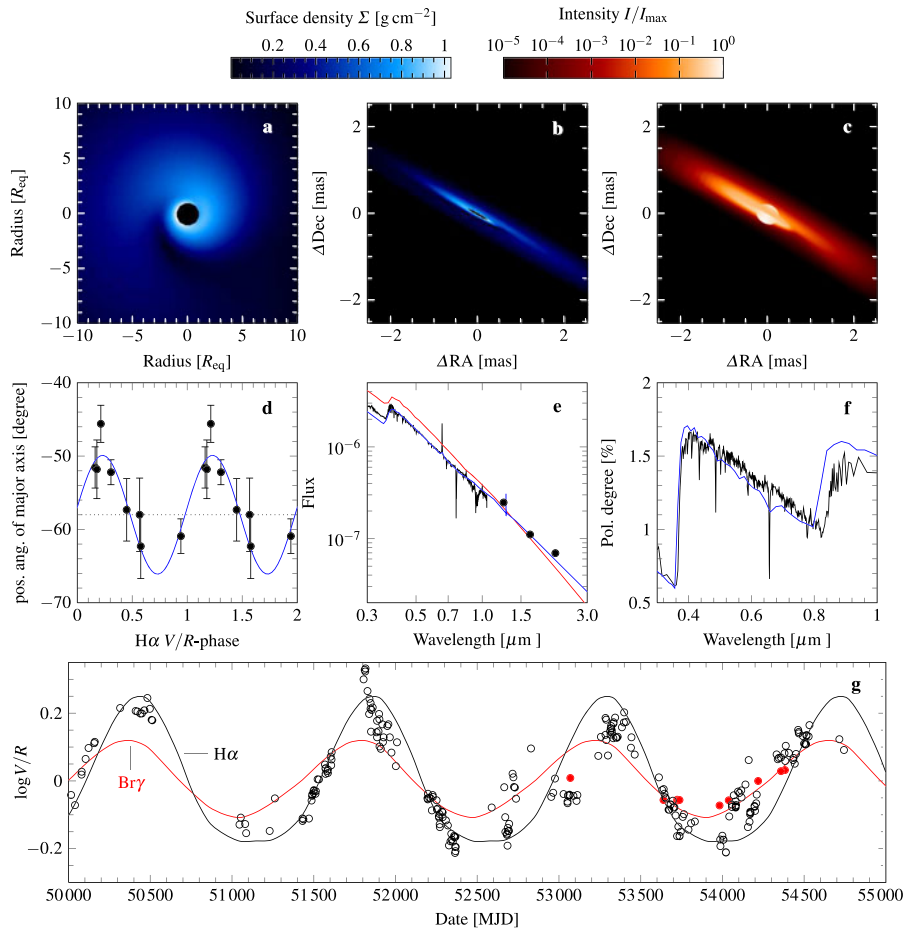 Surface density Σ [g cm−2]
0.2 0.4 0.6 0.8 1
Intensity I/Imax
10−5 10−4 10−3 10−2 10−1 100
a
10
5
0
−5
−10
Radius [Req]
−10 −5 0 5 10
Radius [Req]
b
2
0
−2
ΔDec [mas]
−2 0 2
ΔRA [mas]
c
2
0
−2
ΔDec [mas]
−2 0 2
ΔRA [mas]
d
−40
−50
−60
−70
pos. ang. of major axis [degree]
0 0.5 1 1.5 2
Hα V/R-phase
e
10−6
10−7
Flux
0.3 0.5 0.7 1.0 1.3 3.0
Wavelength [μm ]
f
2
1.5
1
0.5
Pol. degree [%]
0.4 0.6 0.8 1
Wavelength [μm ]
g
0.2
0
−0.2
log V/R
Hα
Brγ
50000 50500 51000 51500 52000 52500 53000 53500 54000 54500 55000
Date [MJD]